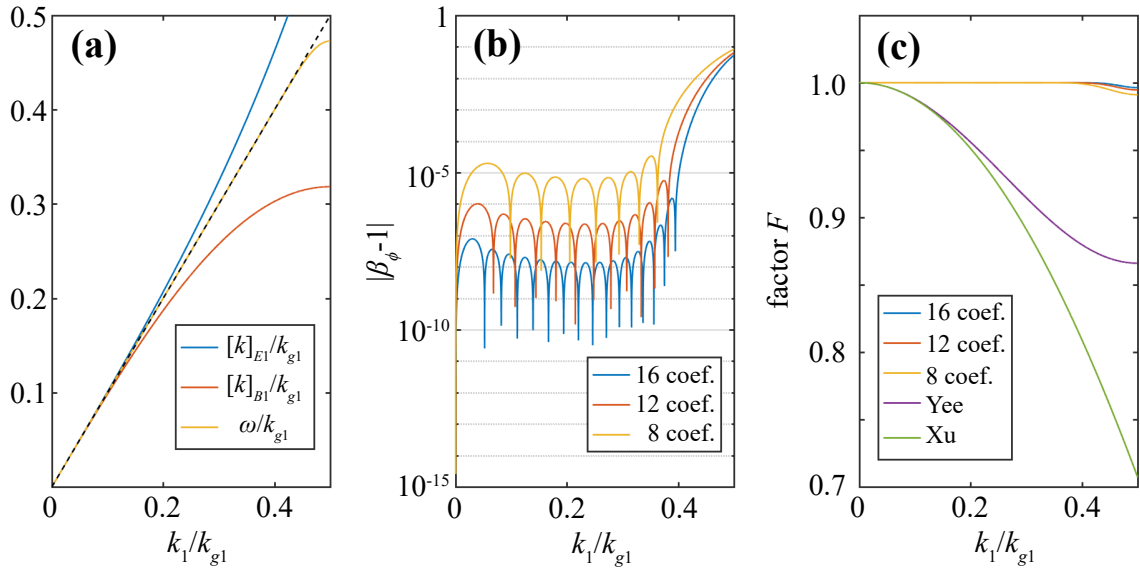 (a)
0.5
0.4
0.3
0.2
0.1
[k]E1/kg1
[k]B1/kg1
ω/kg1
0
0.2
0.4
k1/kg1
(b)
1
10-5
10-10
10-15
|βϕ-1|
16 coef.
12 coef.
8 coef.
0
0.2
0.4
k1/kg1
(c)
1.0
0.9
0.8
0.7
factor F
16 coef.
12 coef.
8 coef.
Yee
Xu
0
0.2
0.4
k1/kg1